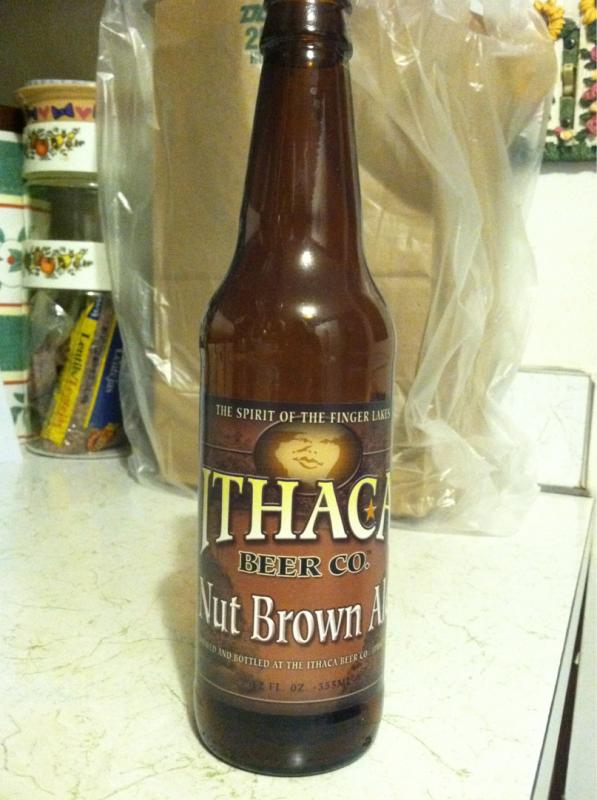 THE SPIRIT OF THE FINGER LAKES
ITHACA
BEER CO.
Nut Brown Al
AND BOTTLED AT THE ITHACA BEER CO.
12 FL. OZ. -355ML